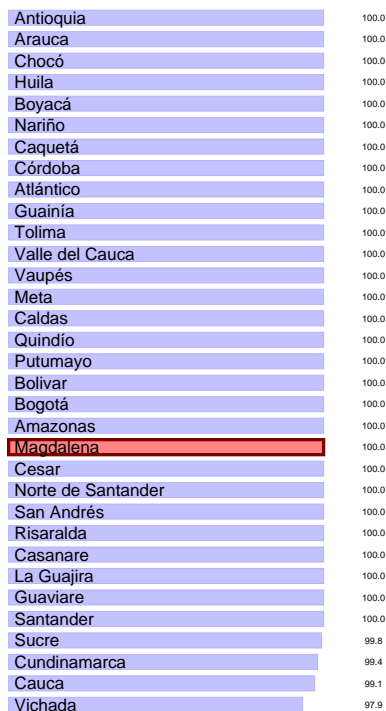 Antioquia 100.0
Arauca 100.0
Chocó 100.0
Huila 100.0
Boyacá 100.0
Nariño 100.0
Caquetá 100.0
Córdoba 100.0
Atlántico 100.0
Guainía 100.0
Tolima 100.0
Valle del Cauca 100.0
Vaupés 100.0
Meta 100.0
Caldas 100.0
Quindío 100.0
Putumayo 100.0
Bolivar 100.0
Bogotá 100.0
Amazonas 100.0
Magdalena 100.0
Cesar 100.0
Norte de Santander 100.0
San Andrés 100.0
Risaralda 100.0
Casanare 100.0
La Guajira 100.0
Guaviare 100.0
Santander 100.0
Sucre 99.8
Cundinamarca 99.4
Cauca 99.1
Vichada 97.9